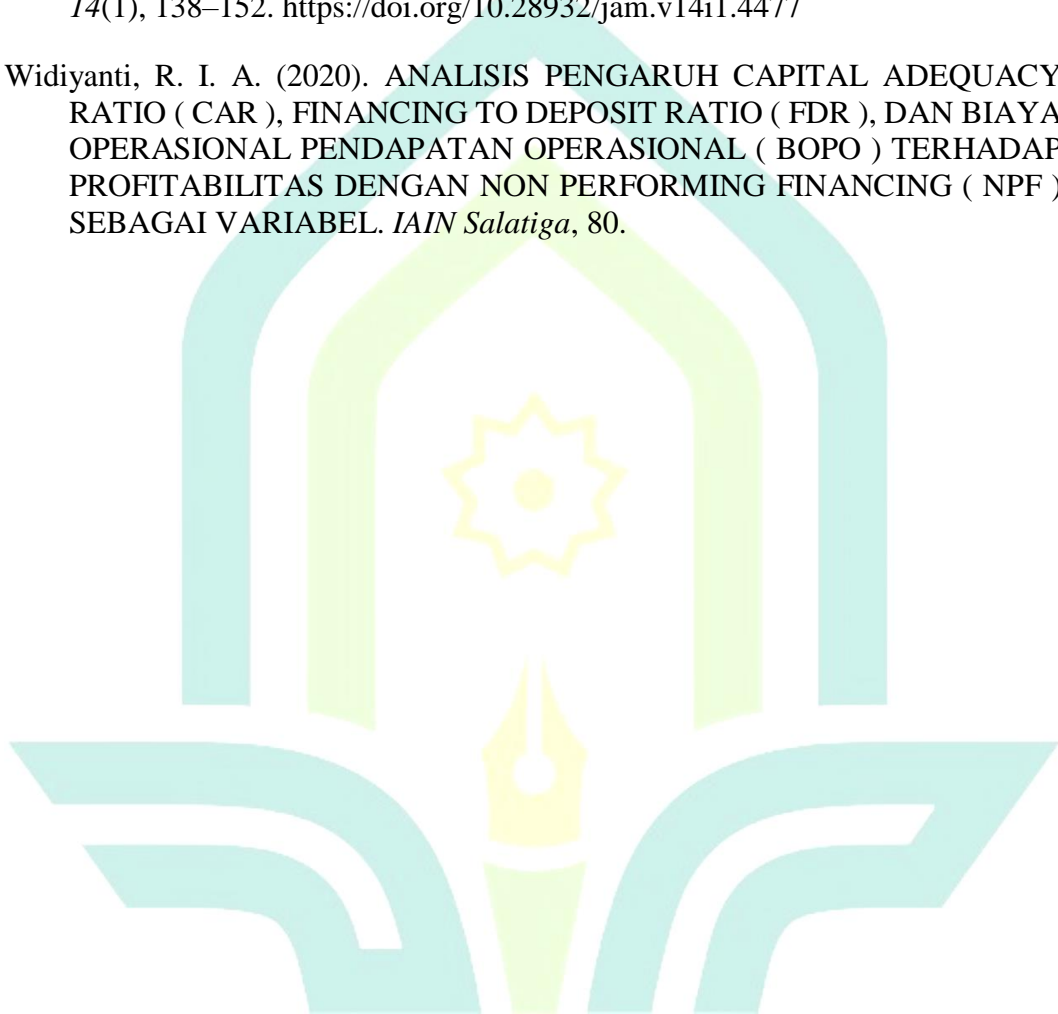 14(1), 138–152. https://doi.org/10.28932/jam.v14i1.4477
Widiyanti, R. I. A. (2020). ANALISIS PENGARUH CAPITAL ADEQUACY
RATIO ( CAR ), FINANCING TO DEPOSIT RATIO ( FDR ), DAN BIAYA
OPERASIONAL PENDAPATAN OPERASIONAL ( BOPO ) TERHADAP
PROFITABILITAS DENGAN NON PERFORMING FINANCING ( NPF )
SEBAGAI VARIABEL. IAIN Salatiga, 80.